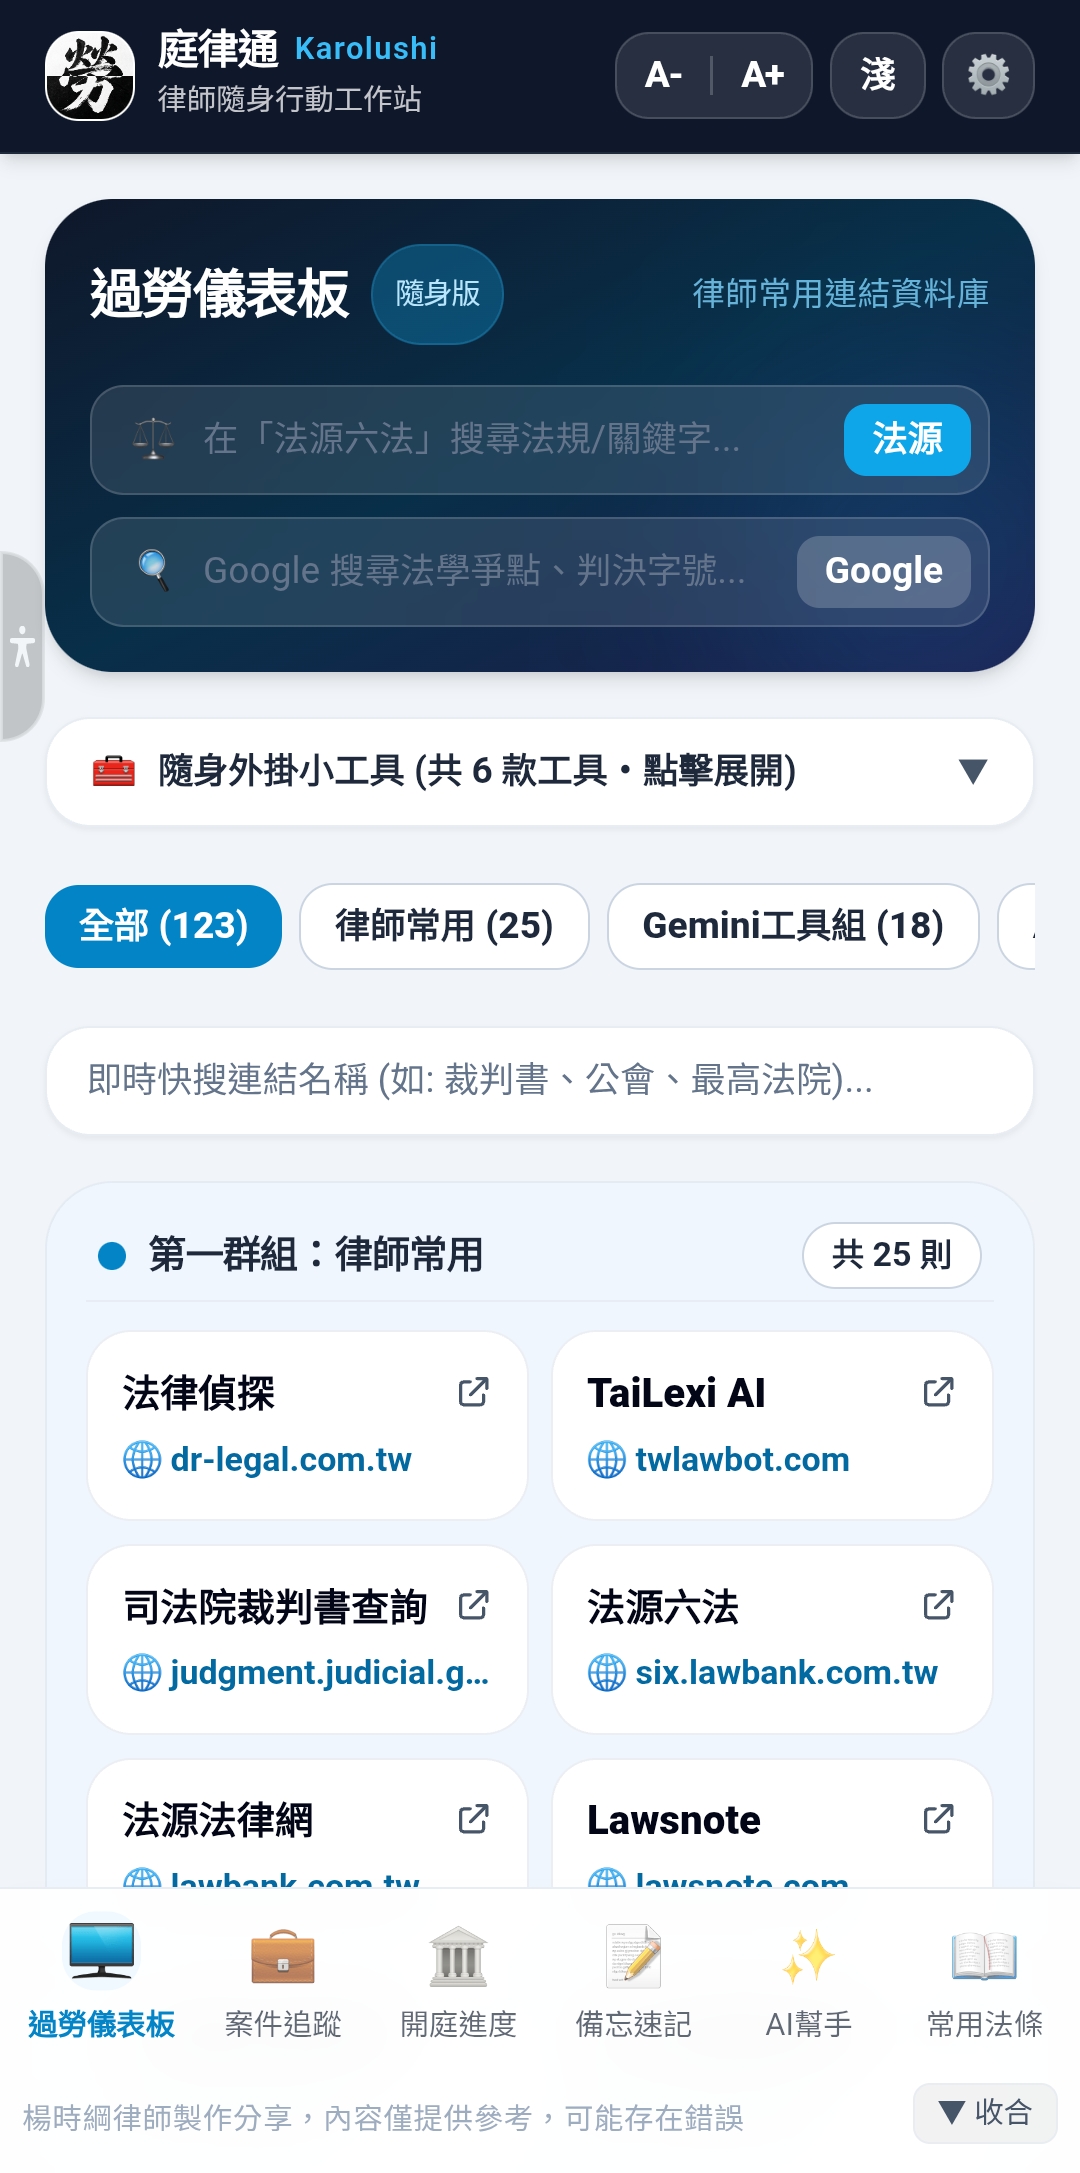 勞
庭律通 Karolushi
律師隨身行動工作站
A- A+
淺
過勞儀表板
隨身版
律師常用連結資料庫
在「法源六法」搜尋法規/關鍵字...
法源
Google 搜尋法學爭點、判決字號...
Google
隨身外掛小工具 (共 6 款工具・點擊展開)
▼
全部 (123)
律師常用 (25)
Gemini工具組 (18)
即時快搜連結名稱 (如: 裁判書、公會、最高法院)...
第一群組：律師常用
共 25 則
法律偵探
dr-legal.com.tw
TaiLexi AI
twlawbot.com
司法院裁判書查詢
judgment.judicial.g...
法源六法
six.lawbank.com.tw
法源法律網
lawbank.com.tw
Lawsnote
lawsnote.com
過勞儀表板
案件追蹤
開庭進度
備忘速記
AI幫手
常用法條
楊時綱律師製作分享，內容僅提供參考，可能存在錯誤
▼ 收合